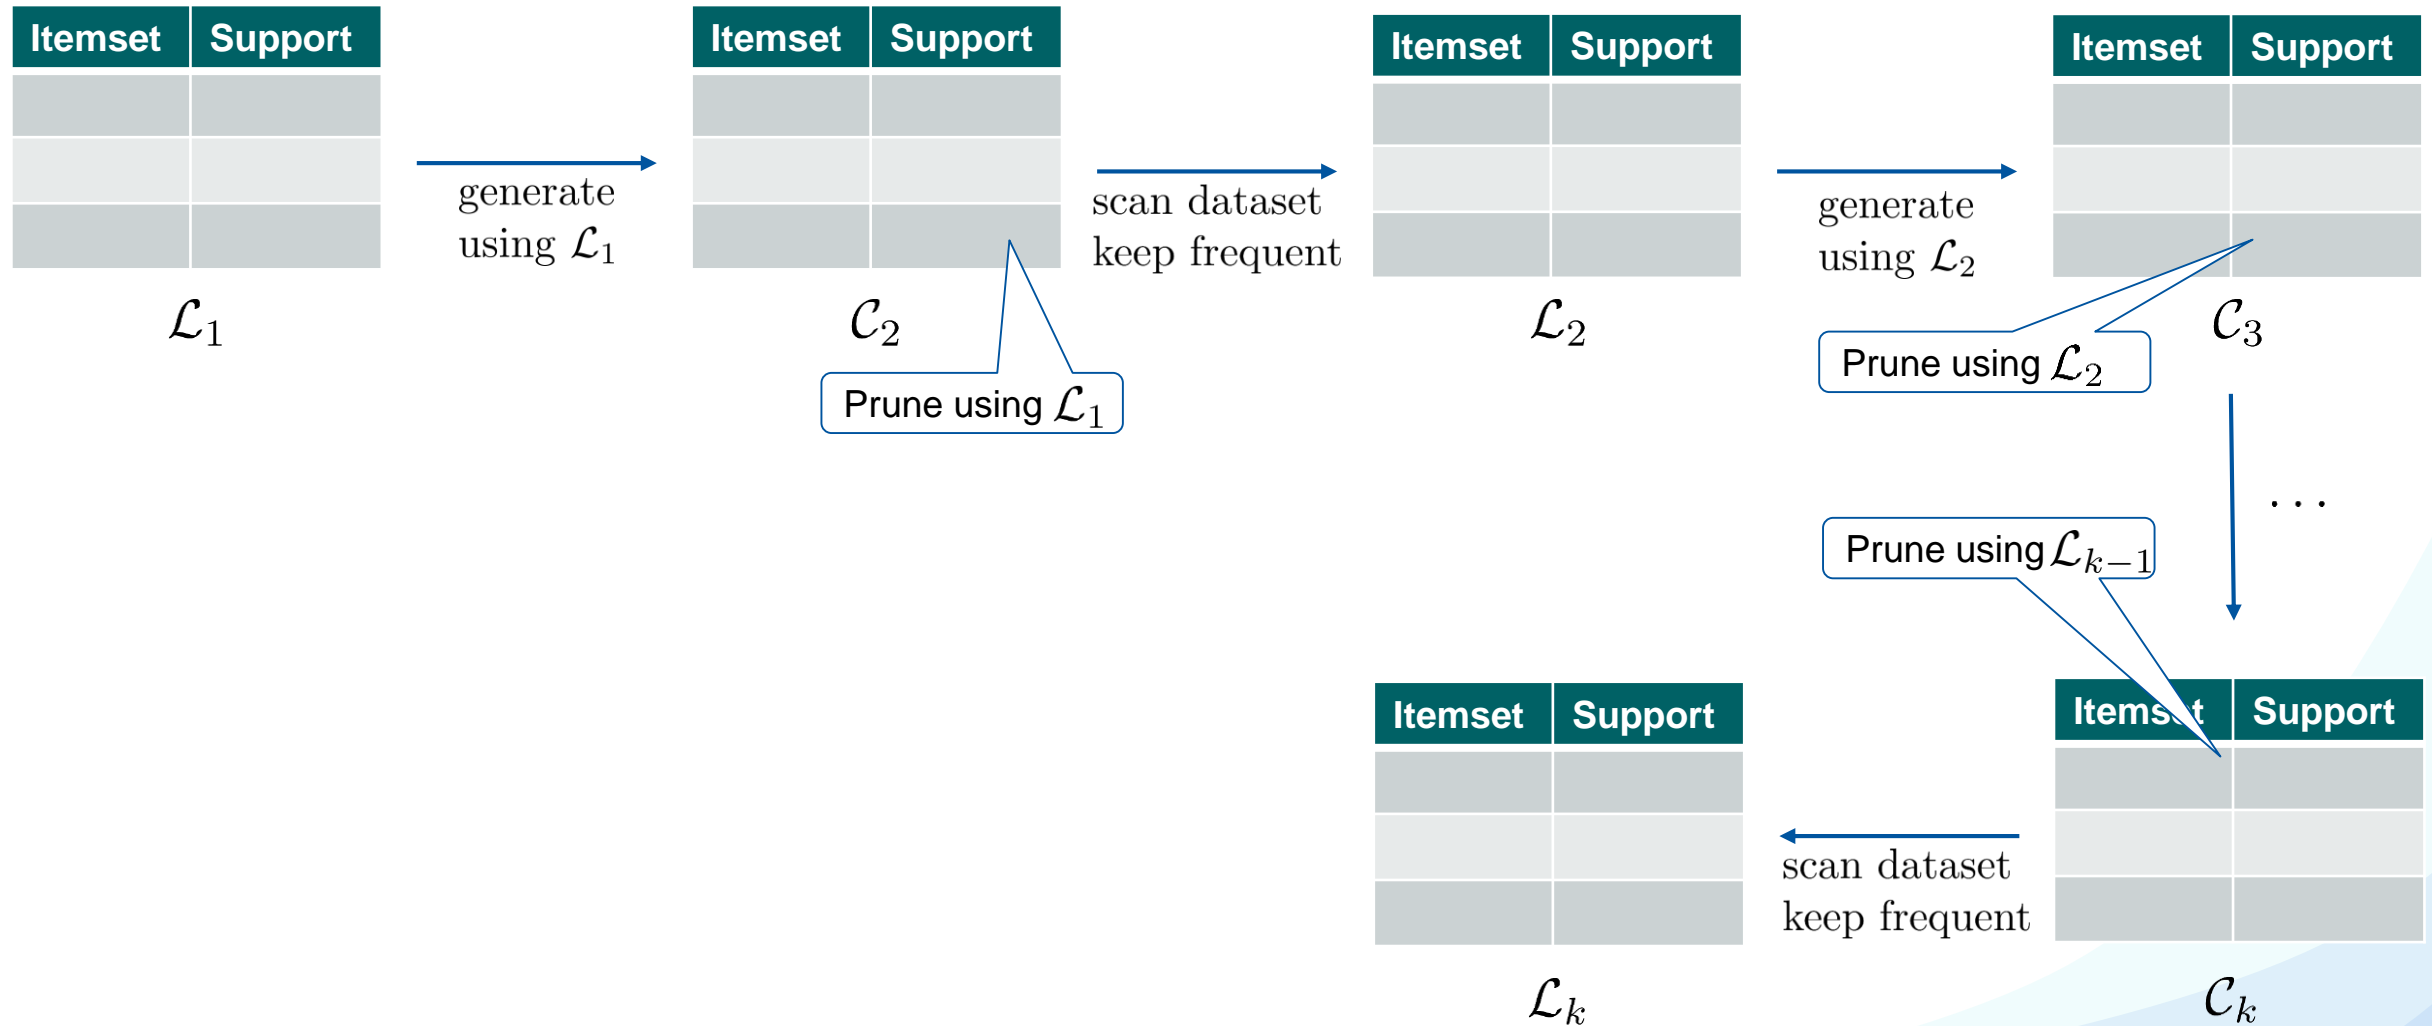 Itemset Support
Itemset Support
Itemset Support
Itemset Support
generate
using ℒ₁
scan dataset
keep frequent
generate
using ℒ₂
ℒ₁
𝒞₂
ℒ₂
𝒞₃
Prune using ℒ₁
Prune using ℒ₂
. . .
Prune using ℒₖ₋₁
Itemset Support
Itemset Support
scan dataset
keep frequent
ℒₖ
𝒞ₖ